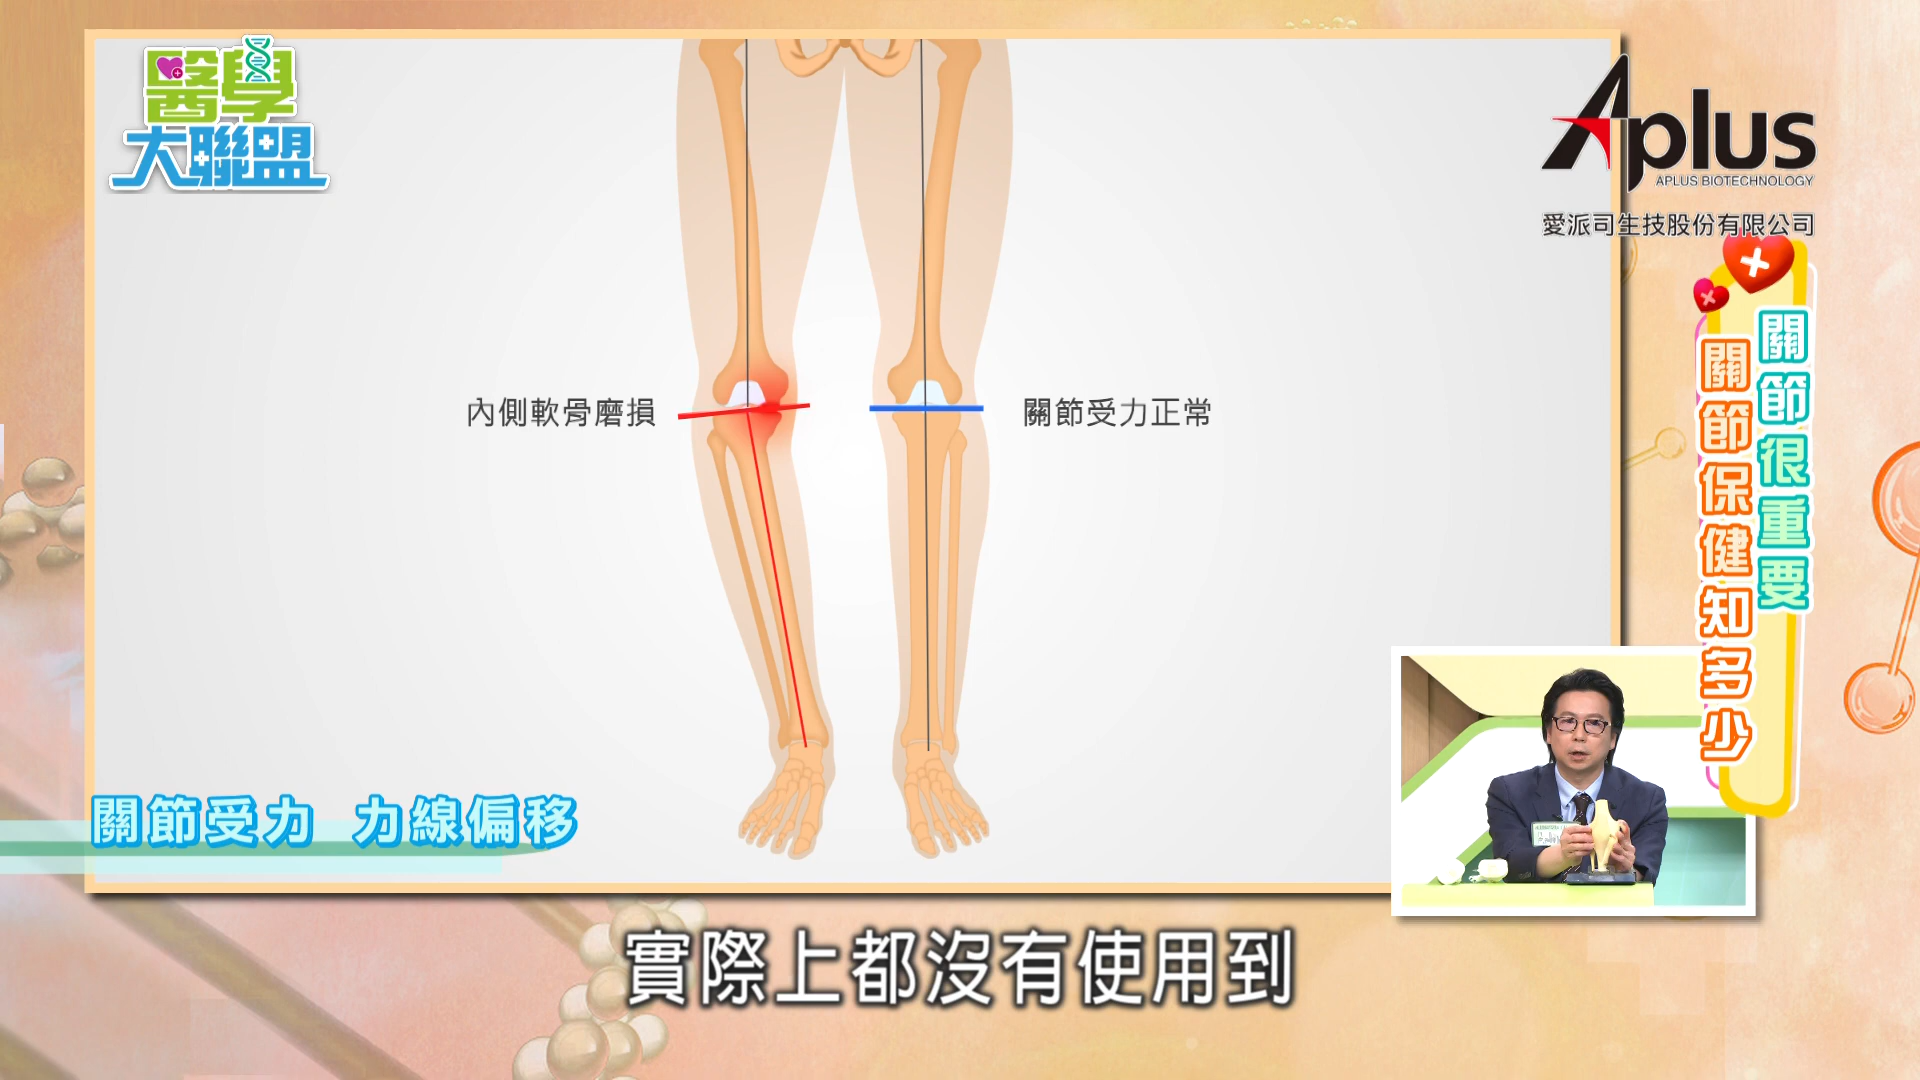 醫學
大聯盟
Aplus
APLUS BIOTECHNOLOGY
愛派司生技股份有限公司
關節很重要
關節保健知多少
內側軟骨磨損
關節受力正常
關節受力 力線偏移
實際上都沒有使用到